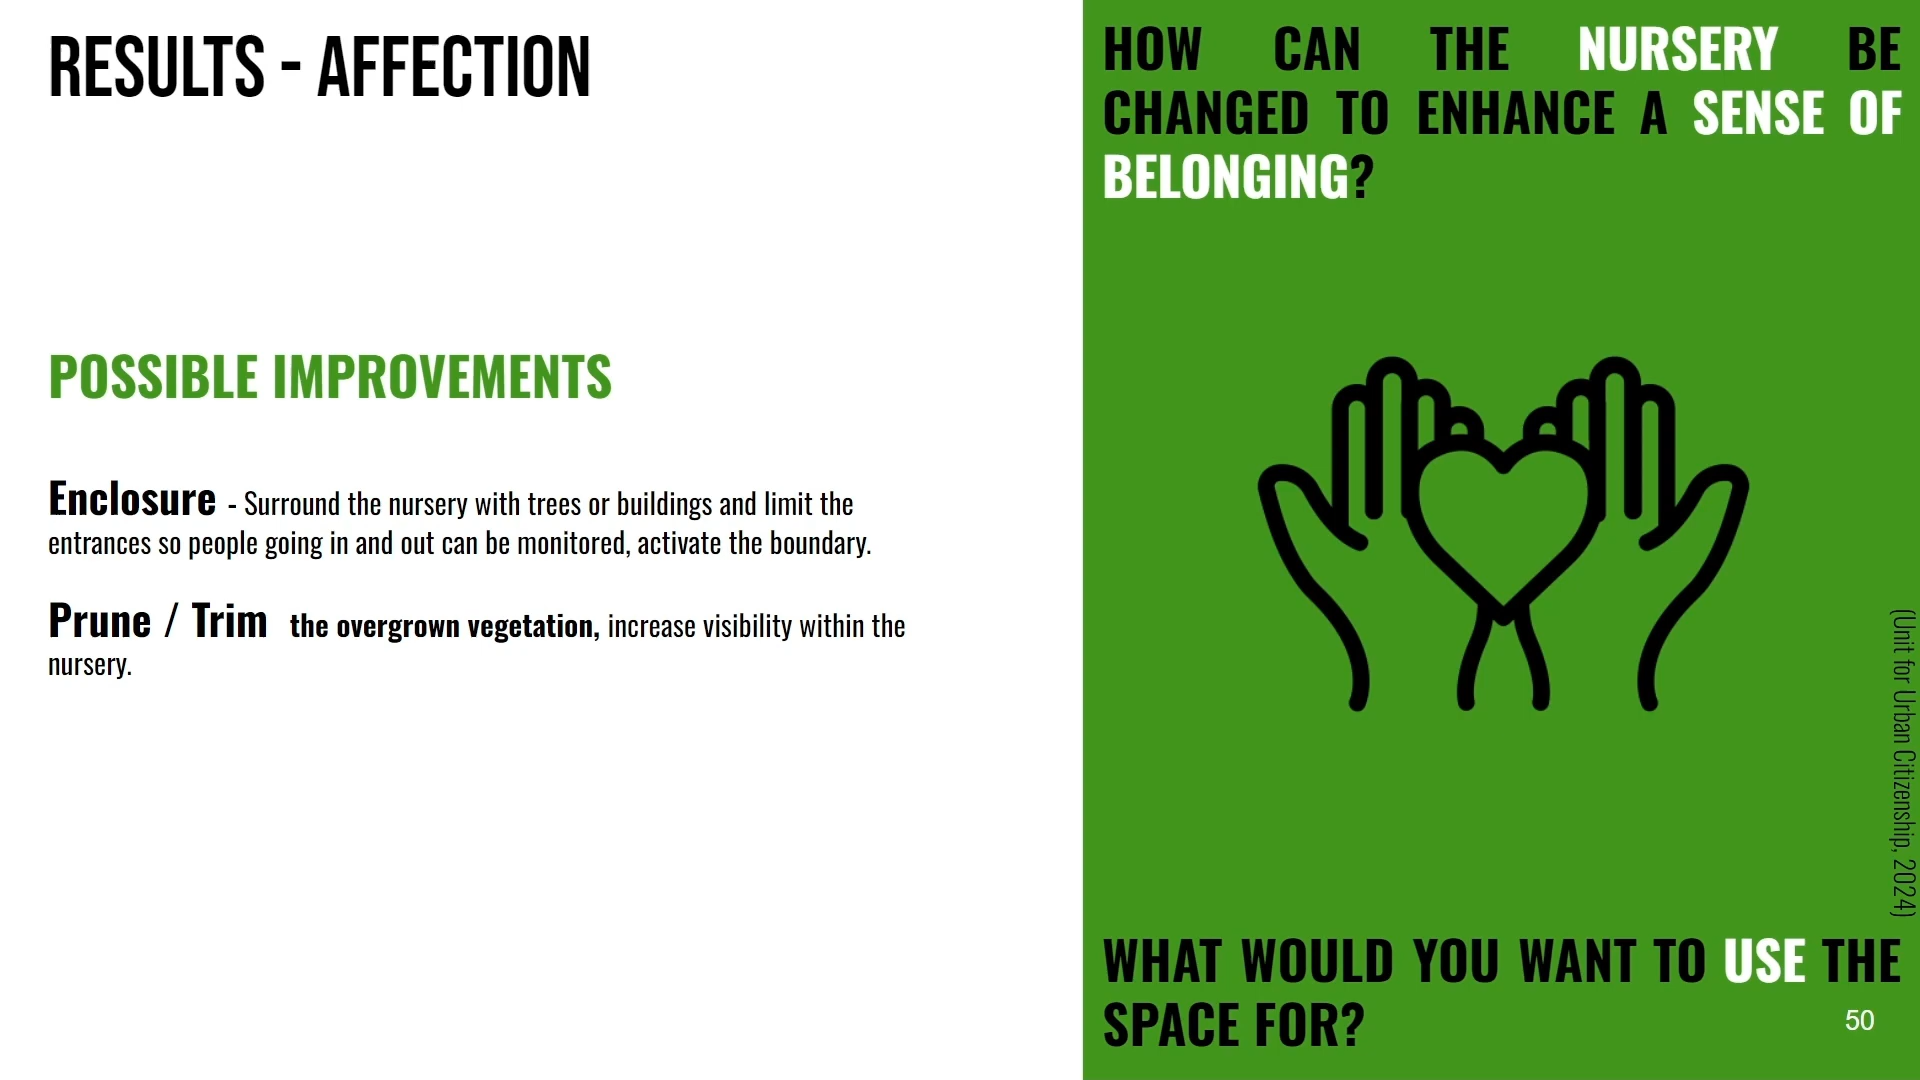 RESULTS - AFFECTION
POSSIBLE IMPROVEMENTS
Enclosure - Surround the nursery with trees or buildings and limit the
entrances so people going in and out can be monitored, activate the boundary.
Prune / Trim the overgrown vegetation, increase visibility within the
nursery.
HOW CAN THE NURSERY BE
CHANGED TO ENHANCE A SENSE OF
BELONGING?
(Unit for Urban Citizenship, 2024)
WHAT WOULD YOU WANT TO USE THE
SPACE FOR?
50